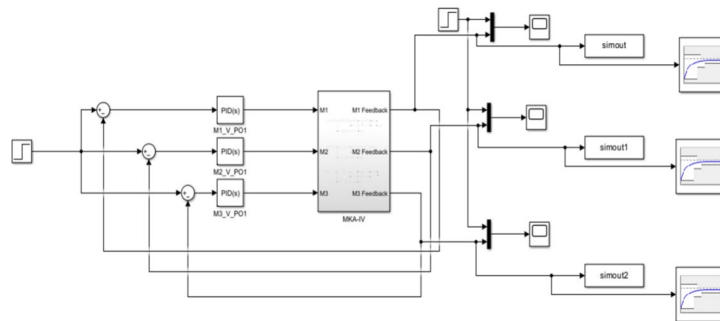 simout
PID(s)
M1_V_PO1
M1
M1 Feedback
PID(s)
M2_V_PO1
M2
M2 Feedback
simout1
PID(s)
M3_V_PO1
M3
M3 Feedback
MKA-IV
simout2